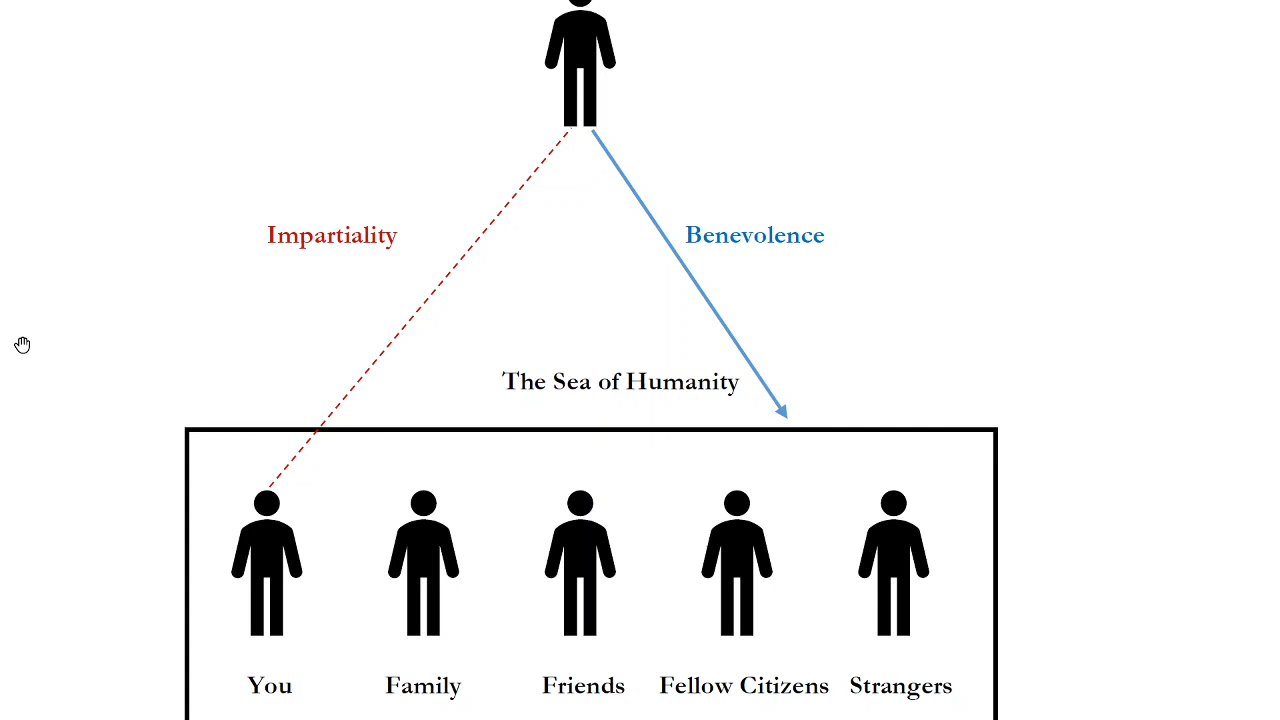 Impartiality
Benevolence
The Sea of Humanity
You
Family
Friends
Fellow Citizens
Strangers